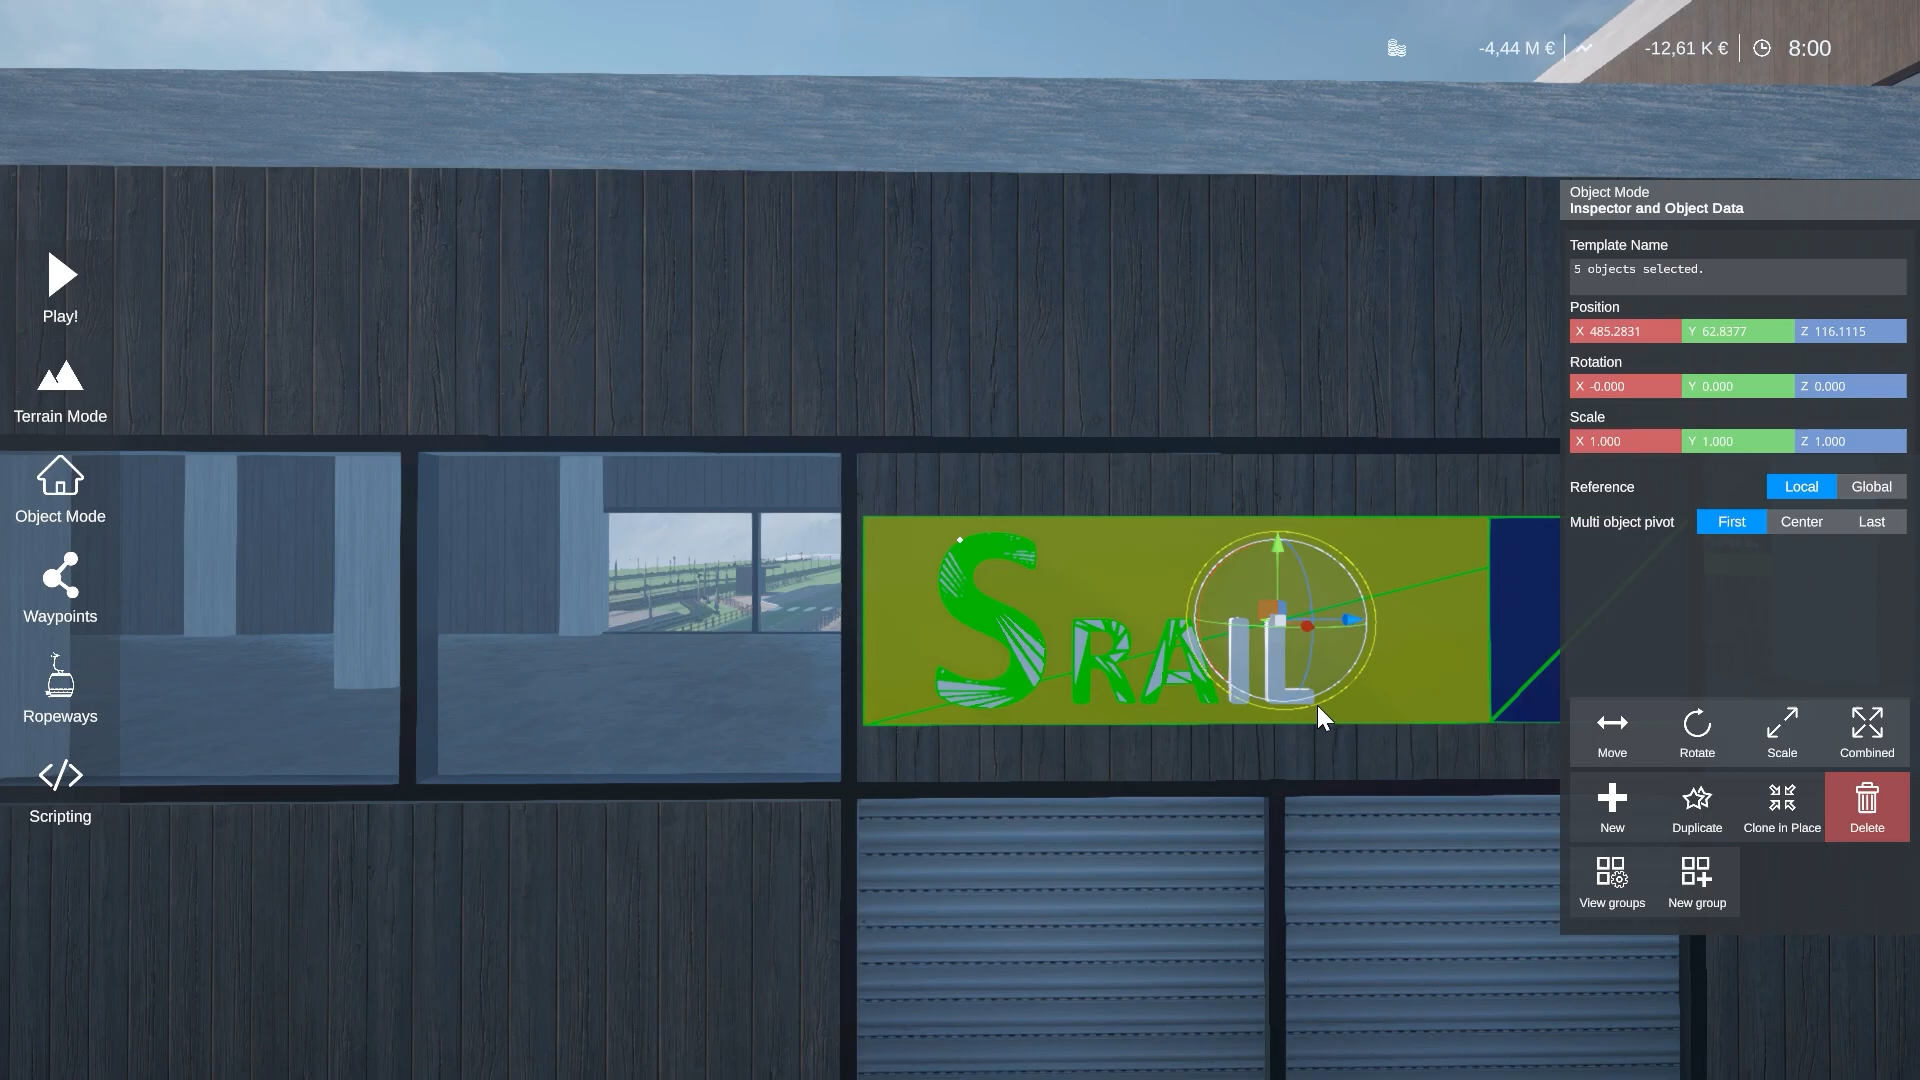 -4,44 M €
-12,61 K €
8:00
Object Mode
Inspector and Object Data
Template Name
5 objects selected.
Position
X 485.2831
Y 62.8377
Z 116.1115
Rotation
X -0.000
Y 0.000
Z 0.000
Scale
X 1.000
Y 1.000
Z 1.000
Reference
Local
Global
Multi object pivot
First
Center
Last
Play!
Terrain Mode
Object Mode
Waypoints
Ropeways
Scripting
SRAIL
Move
Rotate
Scale
Combined
New
Duplicate
Clone in Place
Delete
View groups
New group